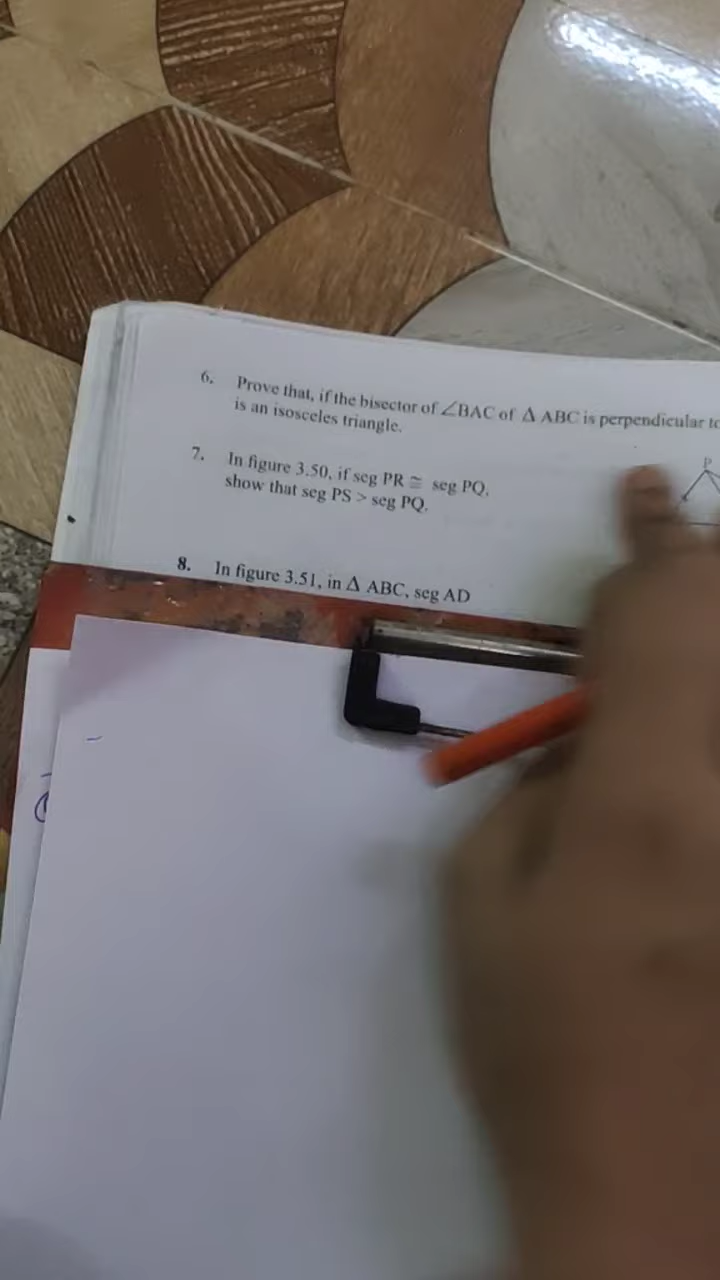 6. Prove that, if the bisector of ∠BAC of Δ ABC is perpendicular to
is an isosceles triangle.
7. In figure 3.50, if seg PR ≅ seg PQ,
show that seg PS > seg PQ.
P
8. In figure 3.51, in Δ ABC, seg AD